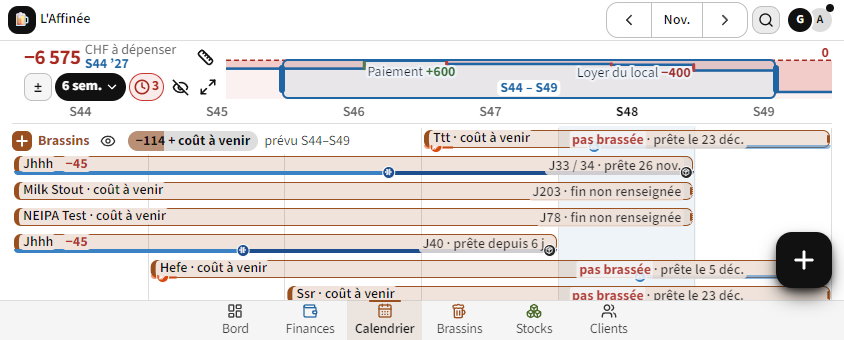 L'Affinée
Nov.
G
A
−6 575 CHF à dépenser
S44 ’27
0
± 6 sem. 3
Paiement +600
Loyer du local −400
S44 – S49
S44 S45 S46 S47 S48 S49
Brassins −114 + coût à venir prévu S44–S49
Ttt · coût à venir pas brassée · prête le 23 déc.
Jhhh −45 J33 / 34 · prête 26 nov.
Milk Stout · coût à venir J203 · fin non renseignée
NEIPA Test · coût à venir J78 · fin non renseignée
Jhhh −45 J40 · prête depuis 6 j
Hefe · coût à venir pas brassée · prête le 5 déc.
Ssr · coût à venir pas brassée · prête le 23 déc.
Bord Finances Calendrier Brassins Stocks Clients